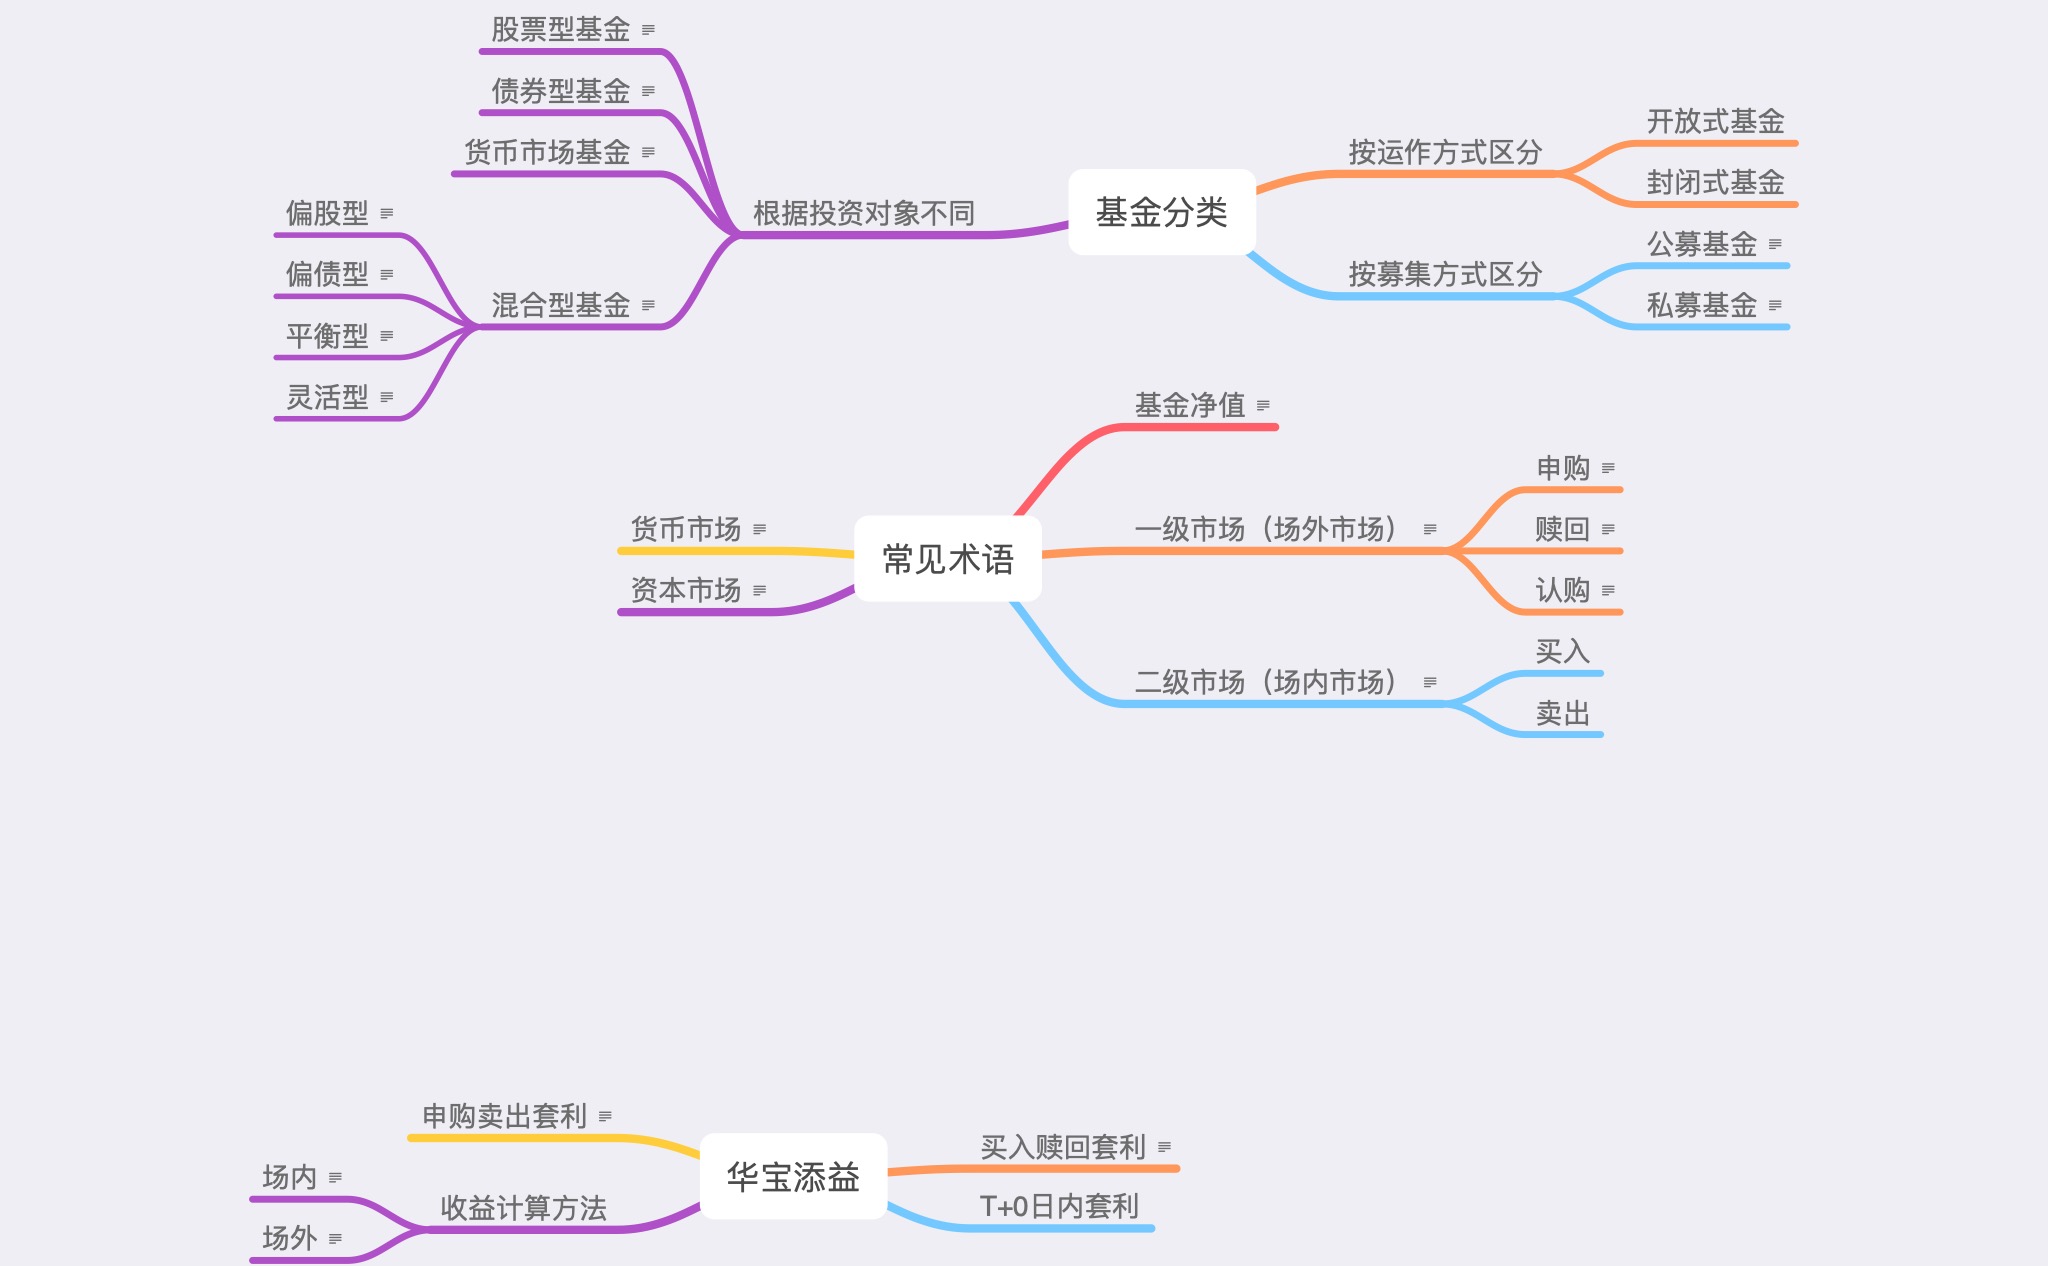 股票型基金
债券型基金
货币市场基金
偏股型
偏债型
平衡型
灵活型
混合型基金
根据投资对象不同
基金分类
按运作方式区分
开放式基金
封闭式基金
按募集方式区分
公募基金
私募基金
基金净值
货币市场
资本市场
常见术语
一级市场（场外市场）
申购
赎回
认购
二级市场（场内市场）
买入
卖出
申购卖出套利
场内
场外
收益计算方法
华宝添益
买入赎回套利
T+0日内套利